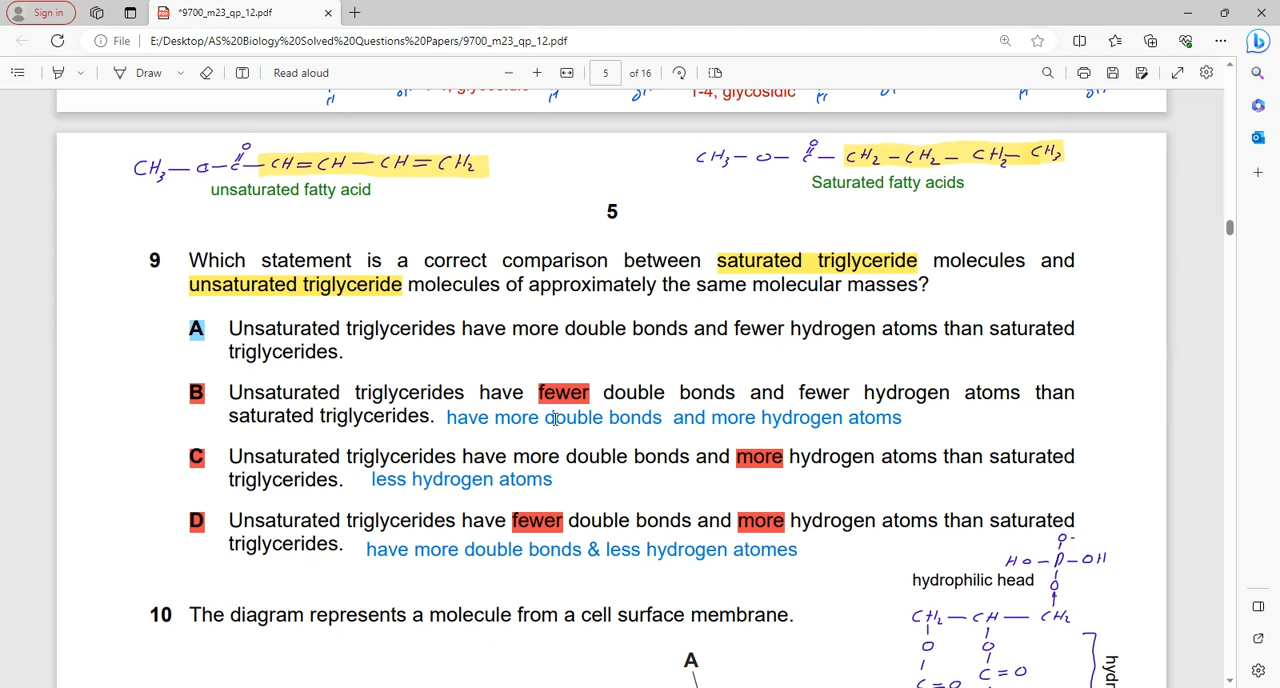 Sign in
*9700_m23_qp_12.pdf
File
E:/Desktop/AS%20Biology%20Solved%20Questions%20Papers/9700_m23_qp_12.pdf
Draw
Read aloud
5 of 16
1-4, glycosidic
CH3—O—C—CH=CH—CH=CH2
O
unsaturated fatty acid
CH3—O—C—CH2—CH2—CH2—CH3
O
Saturated fatty acids
5
9 Which statement is a correct comparison between saturated triglyceride molecules and
unsaturated triglyceride molecules of approximately the same molecular masses?
A Unsaturated triglycerides have more double bonds and fewer hydrogen atoms than saturated
triglycerides.
B Unsaturated triglycerides have fewer double bonds and fewer hydrogen atoms than
saturated triglycerides. have more double bonds and more hydrogen atoms
C Unsaturated triglycerides have more double bonds and more hydrogen atoms than saturated
triglycerides. less hydrogen atoms
D Unsaturated triglycerides have fewer double bonds and more hydrogen atoms than saturated
triglycerides. have more double bonds & less hydrogen atomes
O-
HO—P—OH
hydrophilic head
O
10 The diagram represents a molecule from a cell surface membrane.
CH2—CH—CH2
O O
C=O C=O
A
hydr